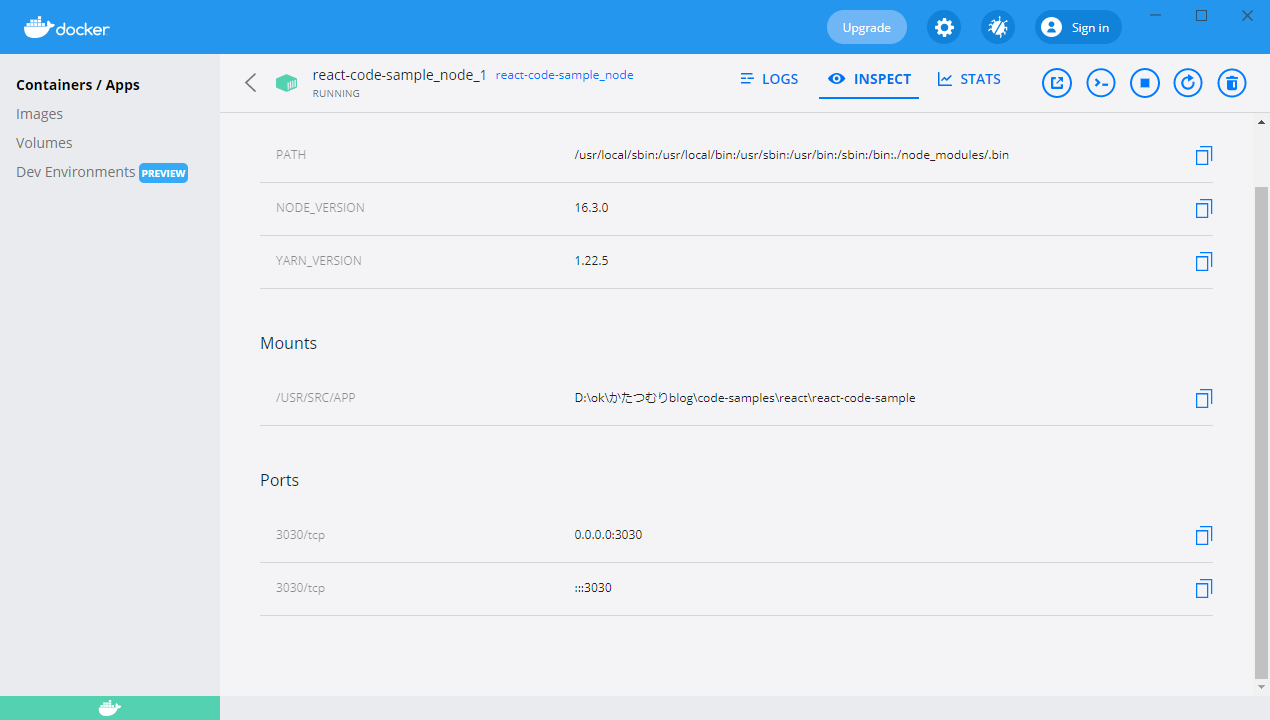 docker
Upgrade
Sign in
Containers / Apps
Images
Volumes
Dev Environments PREVIEW
react-code-sample_node_1 react-code-sample_node
RUNNING
LOGS
INSPECT
STATS
PATH /usr/local/sbin:/usr/local/bin:/usr/sbin:/usr/bin:/sbin:/bin:./node_modules/.bin
NODE_VERSION 16.3.0
YARN_VERSION 1.22.5
Mounts
/USR/SRC/APP D:\ok\かたつむりblog\code-samples\react\react-code-sample
Ports
3030/tcp 0.0.0.0:3030
3030/tcp :::3030